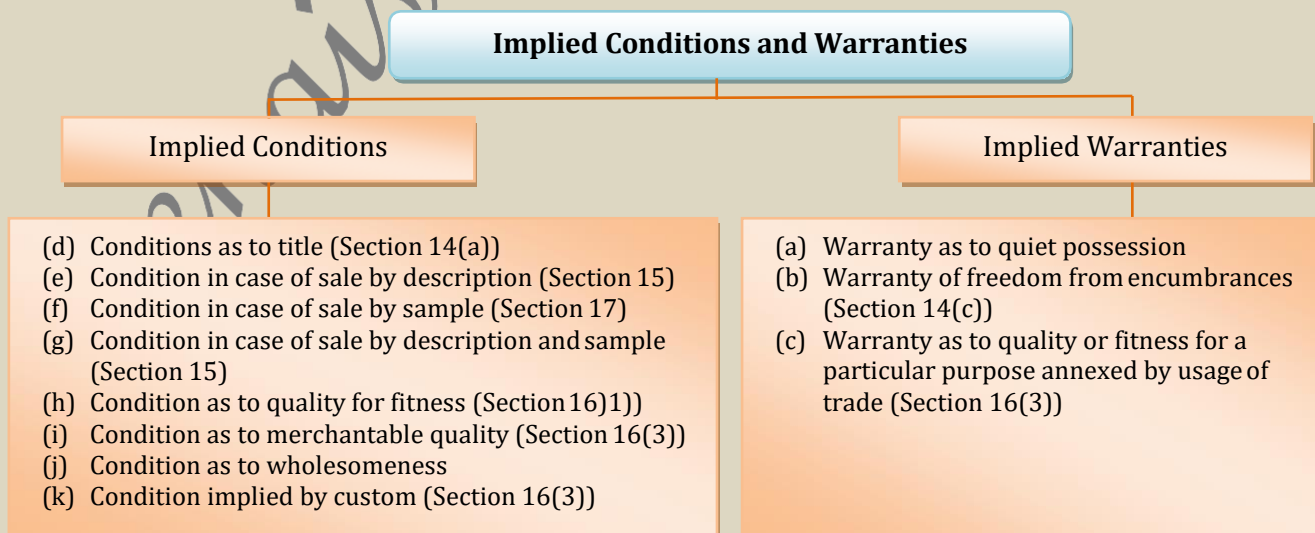 Implied Conditions and Warranties
Implied Conditions
Implied Warranties
(d) Conditions as to title (Section 14(a))
(e) Condition in case of sale by description (Section 15)
(f) Condition in case of sale by sample (Section 17)
(g) Condition in case of sale by description and sample
(Section 15)
(h) Condition as to quality for fitness (Section 16)1))
(i) Condition as to merchantable quality (Section 16(3))
(j) Condition as to wholesomeness
(k) Condition implied by custom (Section 16(3))
(a) Warranty as to quiet possession
(b) Warranty of freedom from encumbrances
(Section 14(c))
(c) Warranty as to quality or fitness for a
particular purpose annexed by usage of
trade (Section 16(3))